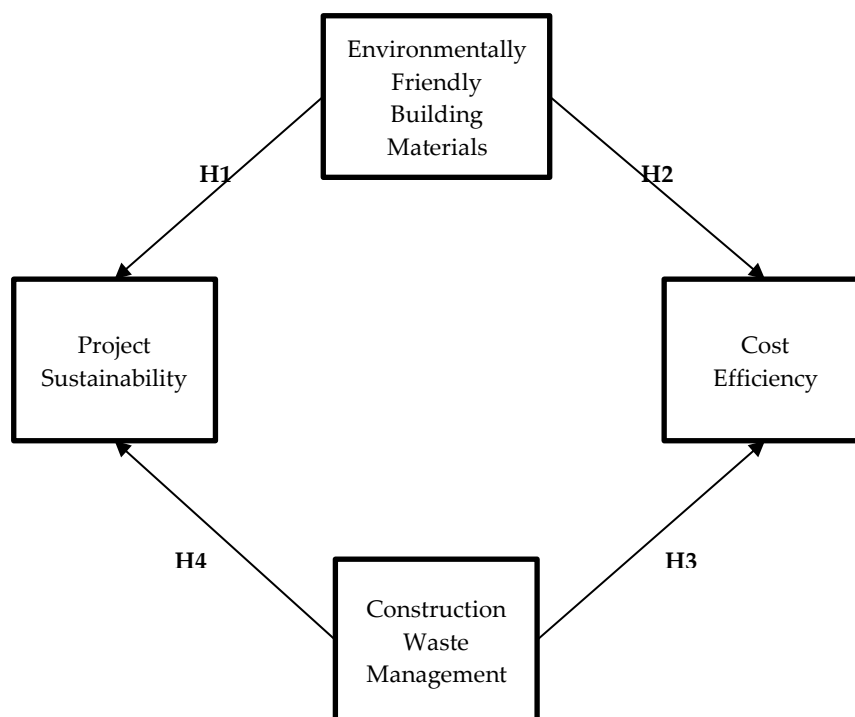 Environmentally
Friendly
Building
Materials
H1
H2
Project
Sustainability
Cost
Efficiency
H4
H3
Construction
Waste
Management